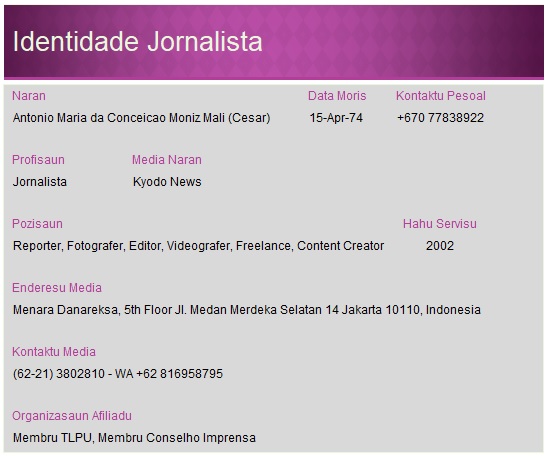 Identidade Jornalista
Naran Data Moris Kontaktu Pesoal
Antonio Maria da Conceicao Moniz Mali (Cesar) 15-Apr-74 +670 77838922
Profisaun Media Naran
Jornalista Kyodo News
Pozisaun Hahu Servisu
Reporter, Fotografer, Editor, Videografer, Freelance, Content Creator 2002
Enderesu Media
Menara Danareksa, 5th Floor Jl. Medan Merdeka Selatan 14 Jakarta 10110, Indonesia
Kontaktu Media
(62-21) 3802810 - WA +62 816958795
Organizasaun Afiliadu
Membru TLPU, Membru Conselho Imprensa